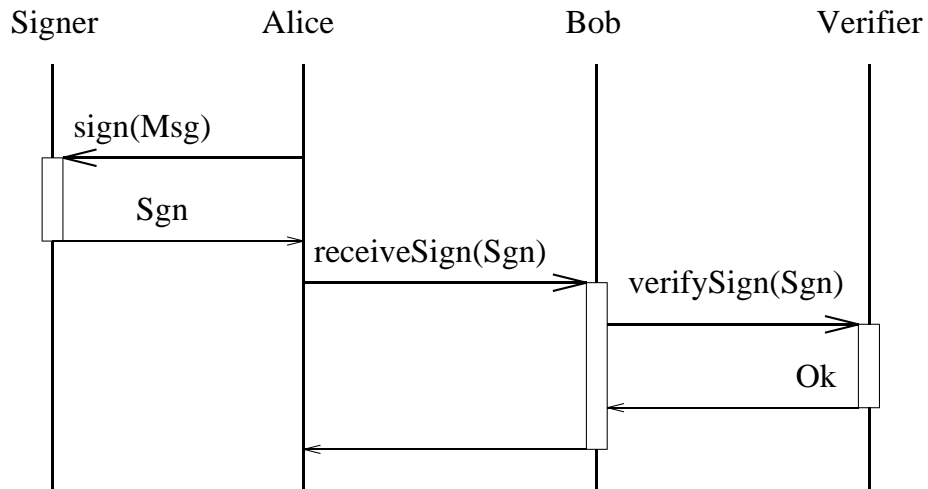 Signer
Alice
Bob
Verifier
sign(Msg)
Sgn
receiveSign(Sgn)
verifySign(Sgn)
Ok